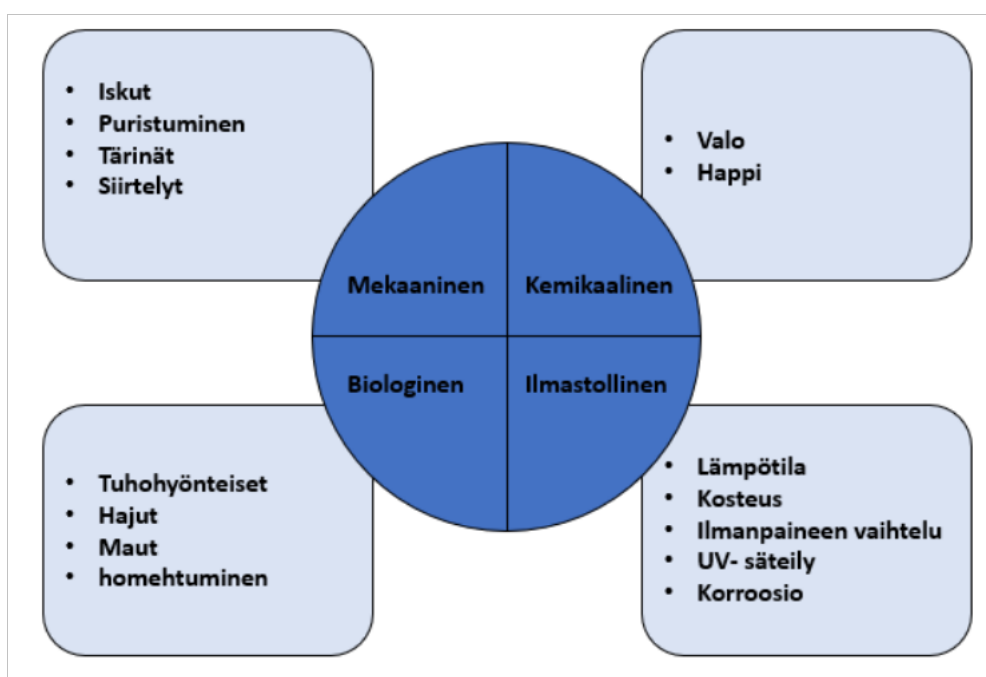 • Iskut
• Puristuminen
• Tärinät
• Siirtelyt
• Valo
• Happi
Mekaaninen
Kemikaalinen
Biologinen
Ilmastollinen
• Tuhohyönteiset
• Hajut
• Maut
• homehtuminen
• Lämpötila
• Kosteus
• Ilmanpaineen vaihtelu
• UV- säteily
• Korroosio